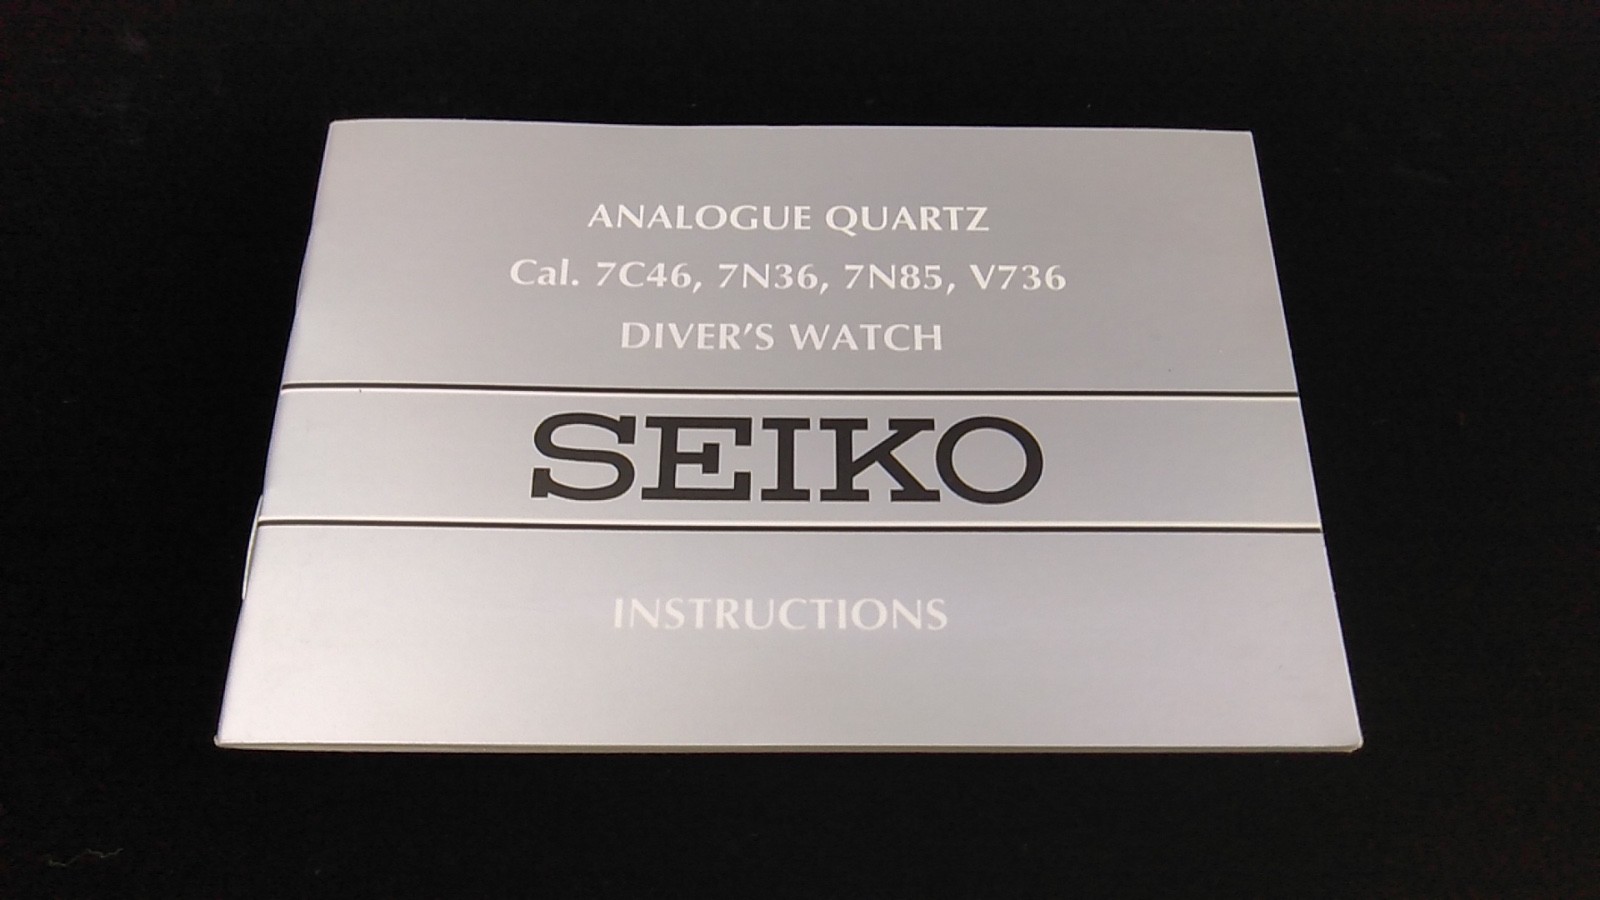 ANALOGUE QUARTZ
Cal. 7C46, 7N36, 7N85, V736
DIVER'S WATCH
SEIKO
INSTRUCTIONS